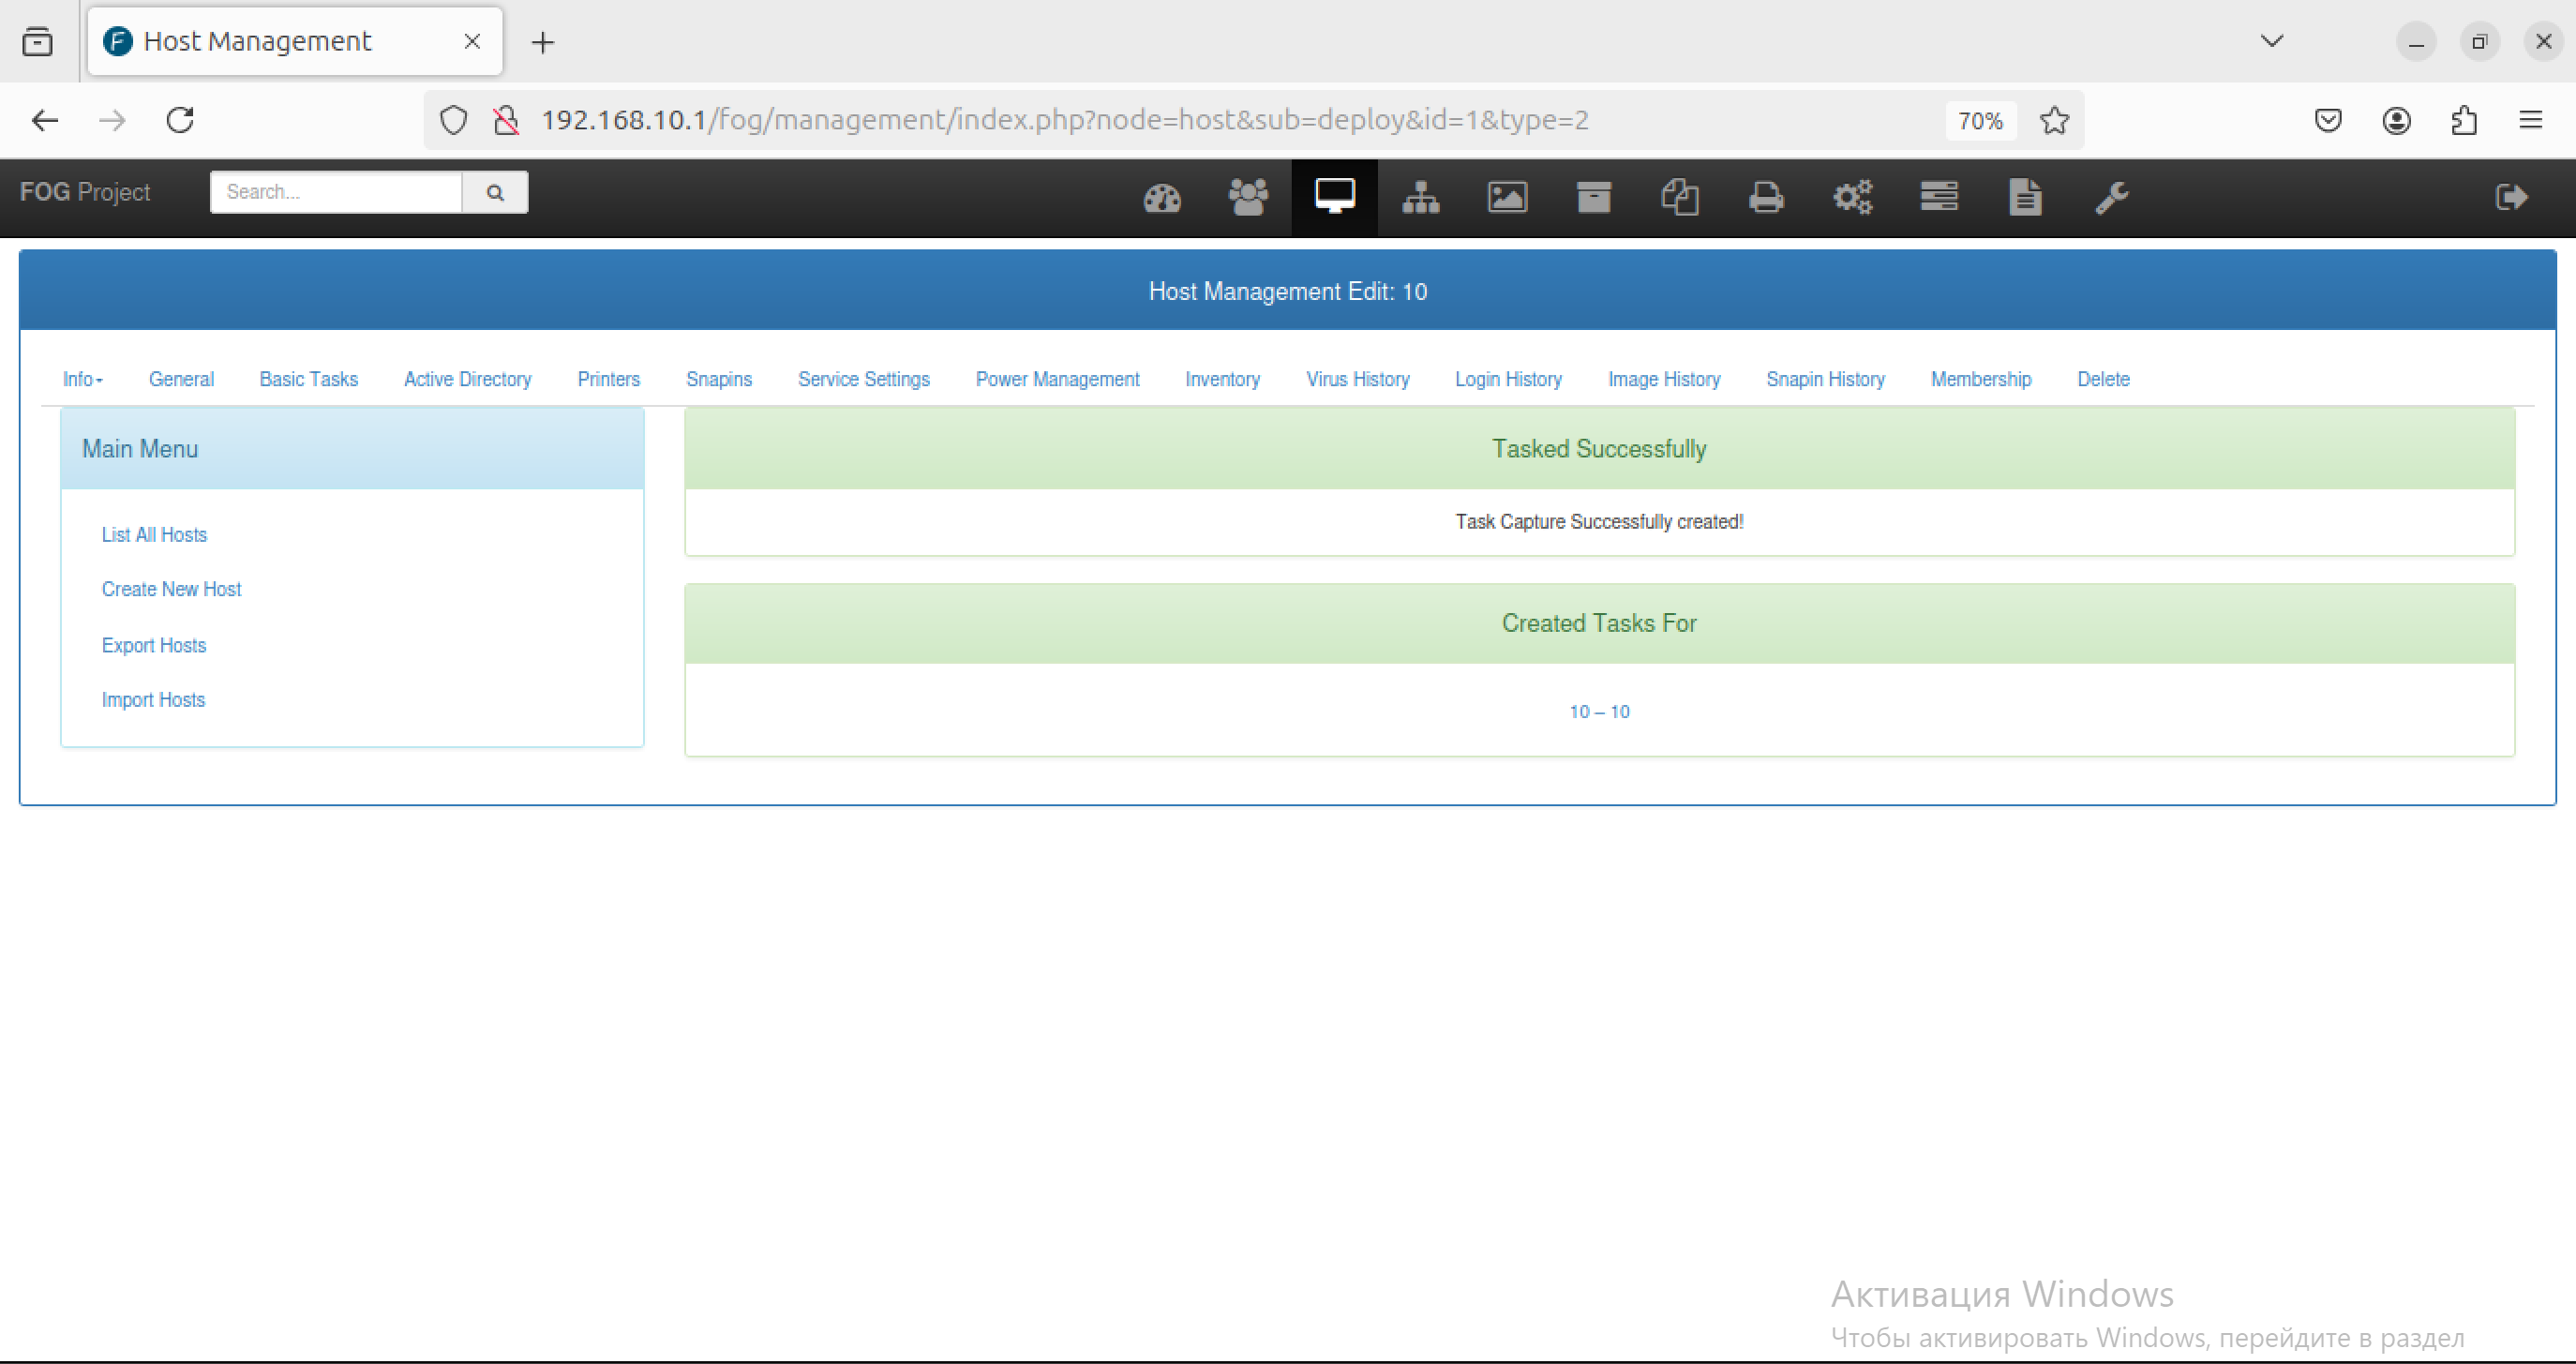 Host Management
192.168.10.1/fog/management/index.php?node=host&sub=deploy&id=1&type=2
70%
FOG Project
Search...
Host Management Edit: 10
Info General Basic Tasks Active Directory Printers Snapins Service Settings Power Management Inventory Virus History Login History Image History Snapin History Membership Delete
Main Menu
List All Hosts
Create New Host
Export Hosts
Import Hosts
Tasked Successfully
Task Capture Successfully created!
Created Tasks For
10 – 10
Активация Windows
Чтобы активировать Windows, перейдите в раздел